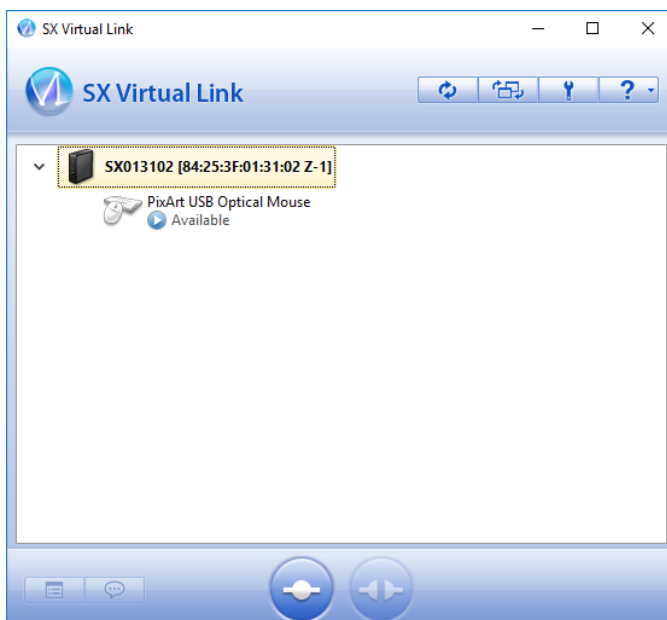 SX Virtual Link
SX Virtual Link
?
SX013102 [84:25:3F:01:31:02 Z-1]
PixArt USB Optical Mouse
Available